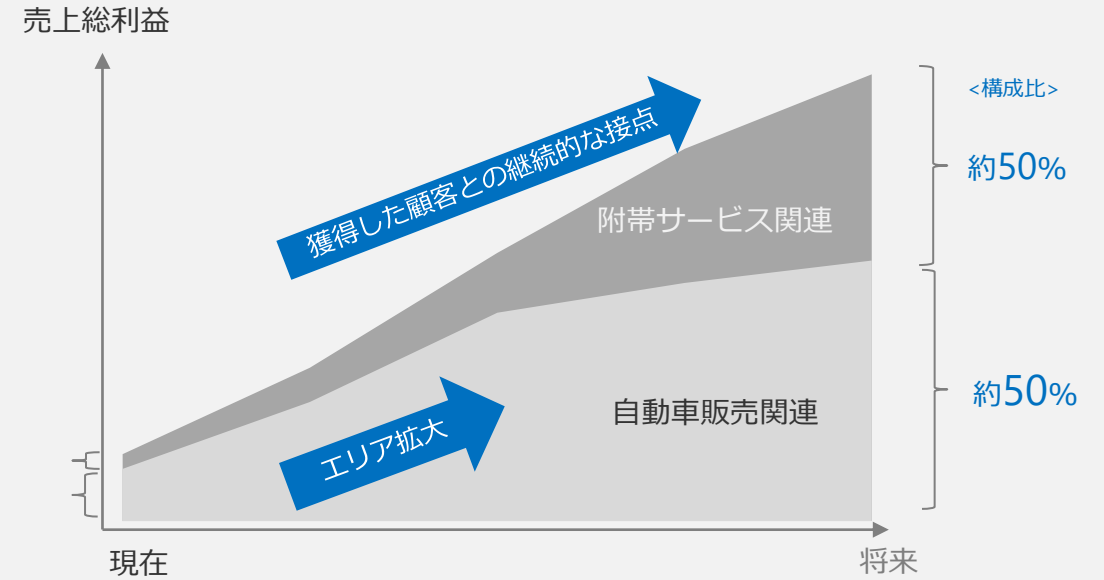 売上総利益
<構成比>
獲得した顧客との継続的な接点
約50%
附帯サービス関連
約50%
自動車販売関連
エリア拡大
現在
将来